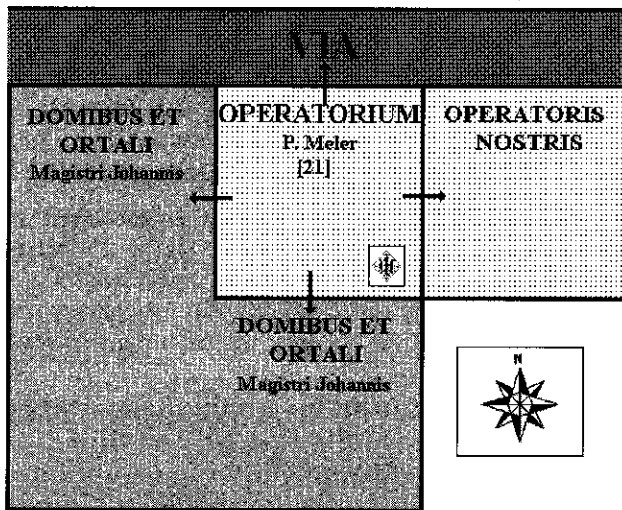 VIA
DOMIBUS ET
ORTALI
Magistri Johannis
OPERATORIUM
P. Meler
[21]
OPERATORIS
NOSTRIS
DOMIBUS ET
ORTALI
Magistri Johannis
N